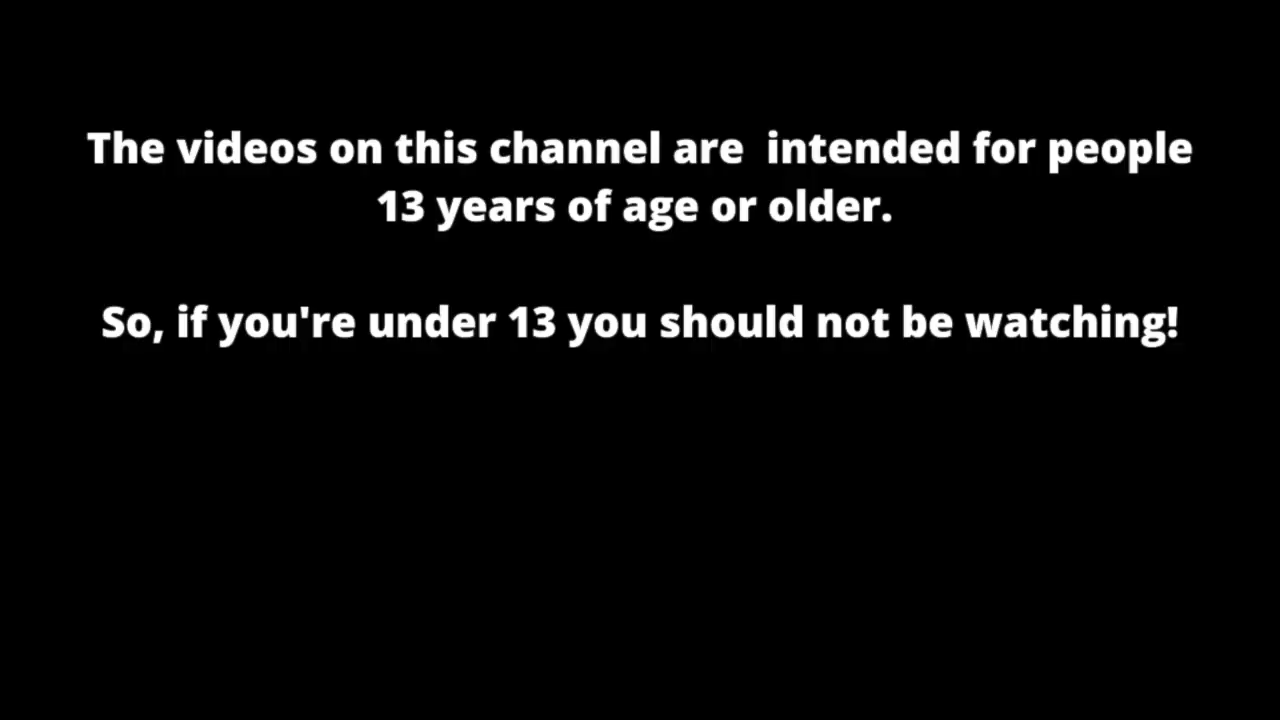 The videos on this channel are  intended for people
13 years of age or older.
So, if you're under 13 you should not be watching!